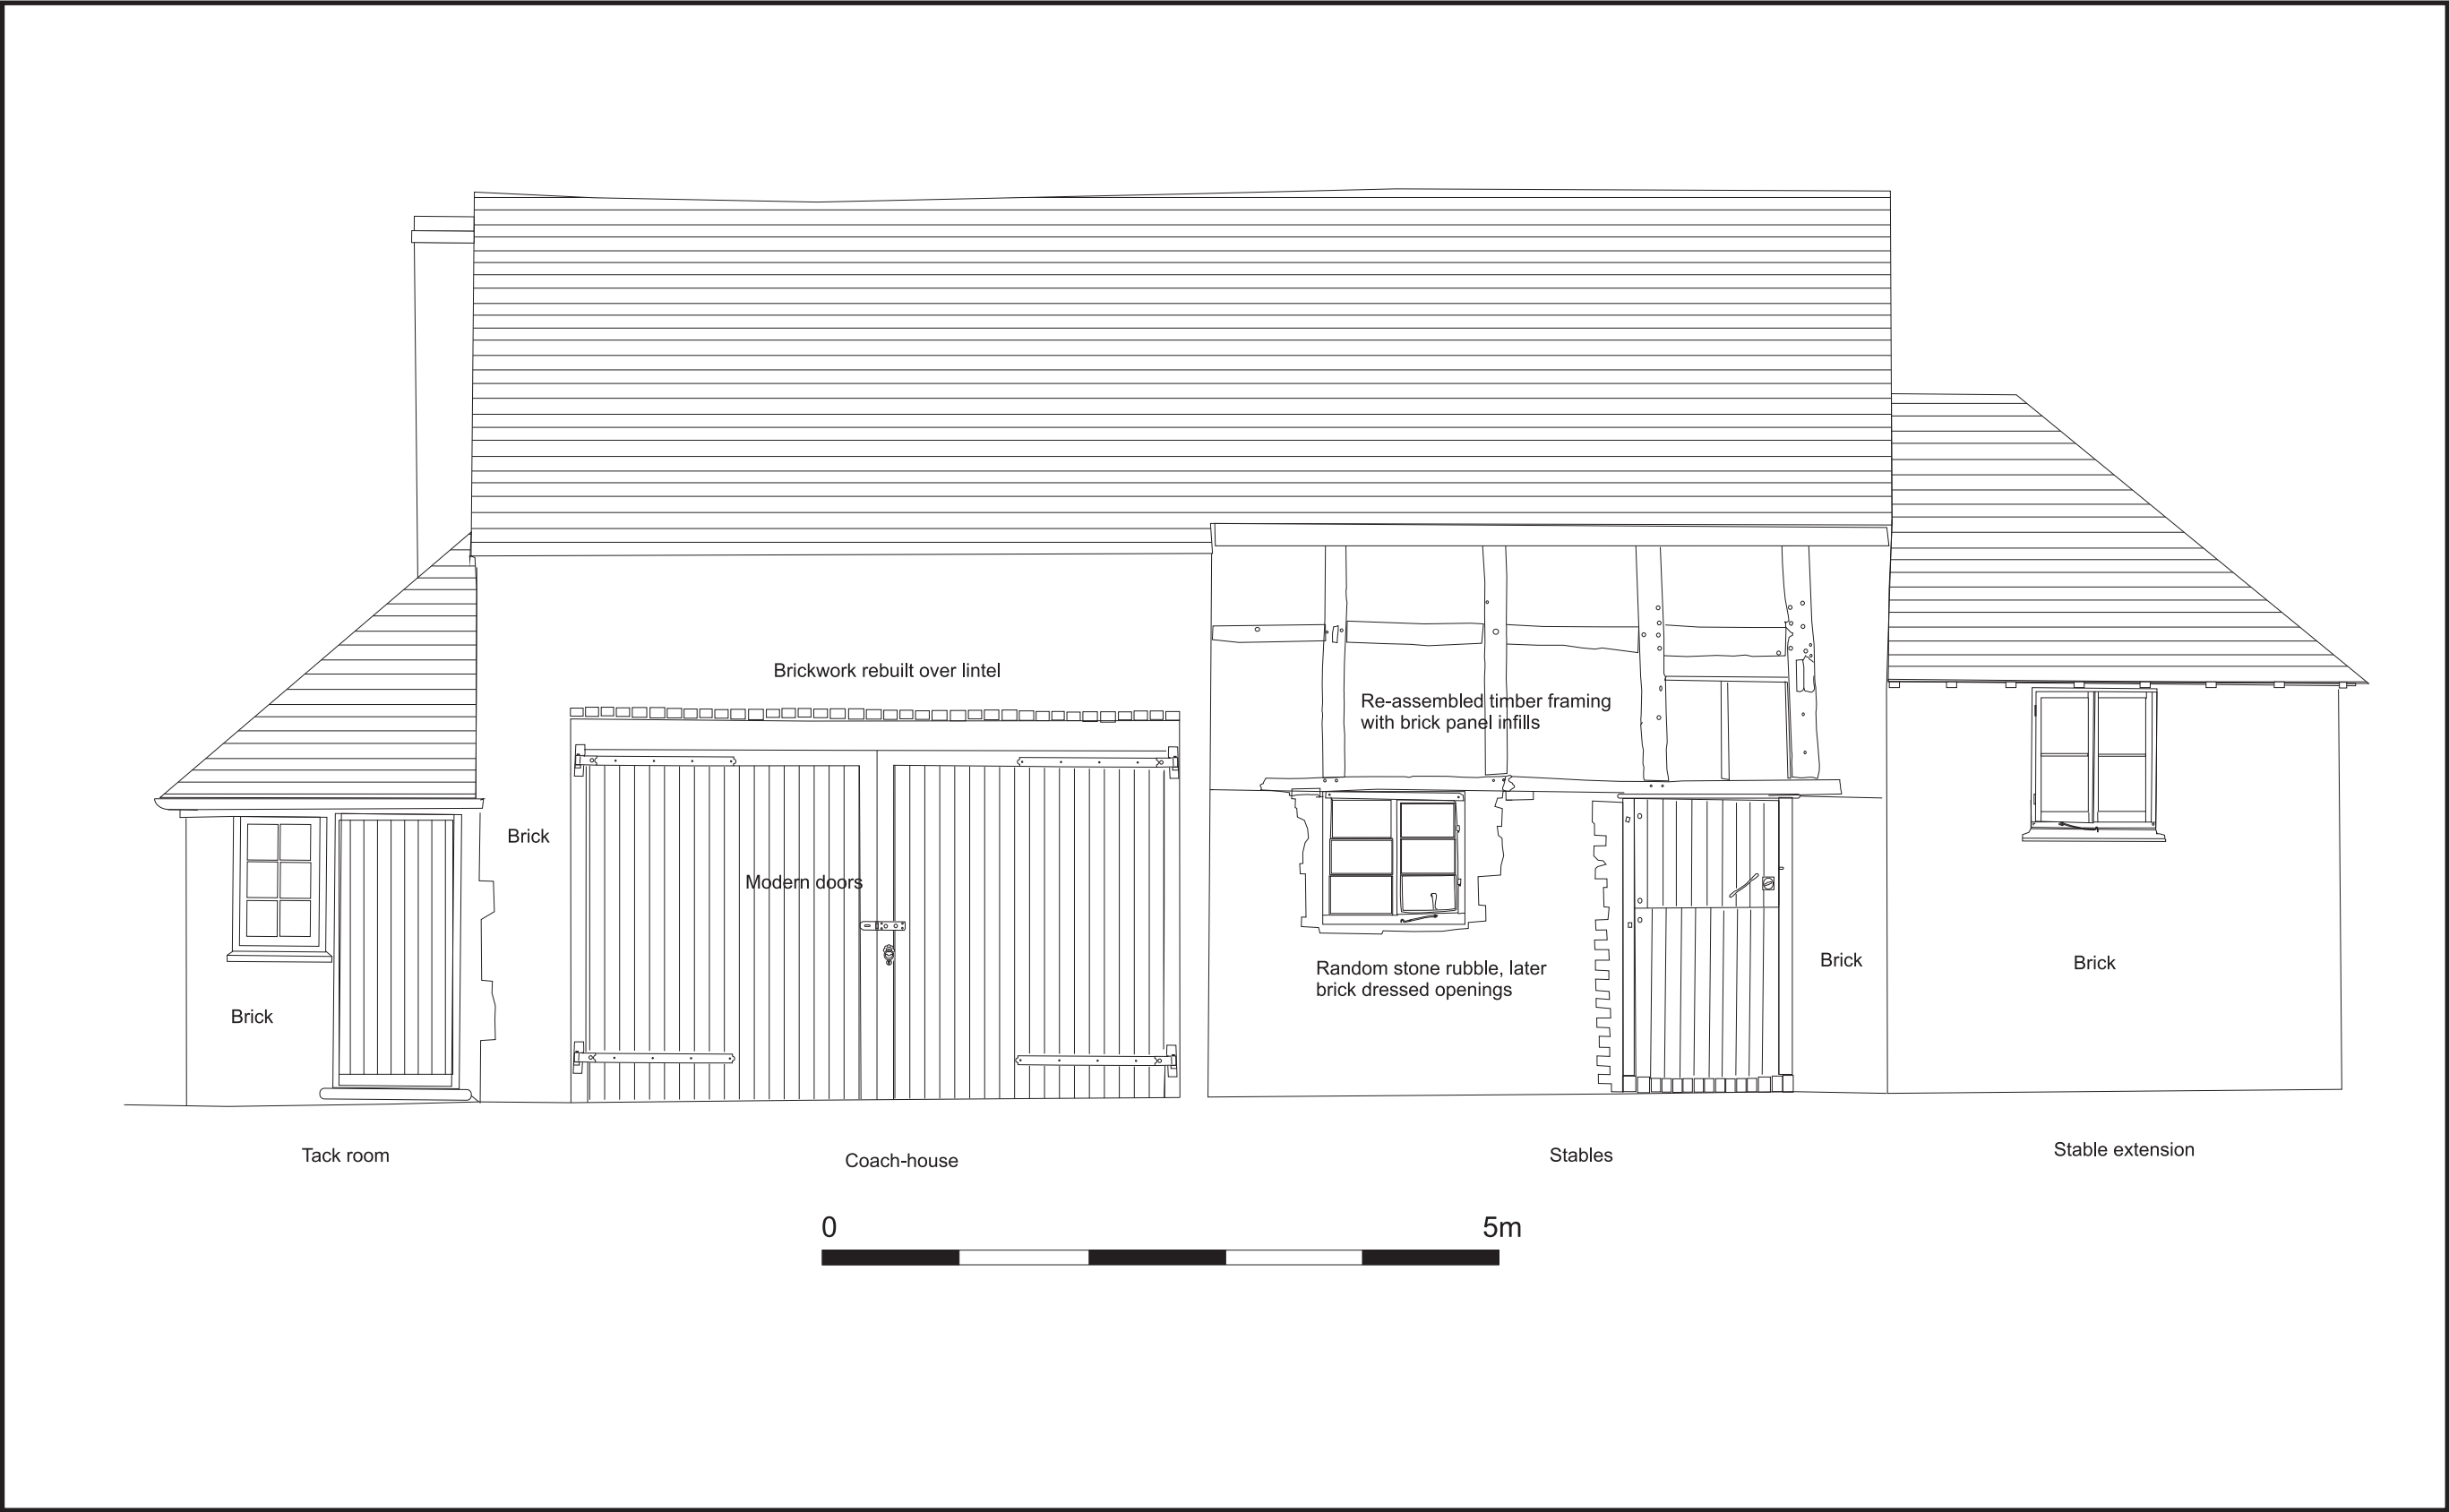 Brickwork rebuilt over lintel
Re-assembled timber framing
with brick panel infills
Brick
Modern doors
Random stone rubble, later
brick dressed openings
Brick
Brick
Brick
Tack room
Coach-house
Stables
Stable extension
0
5m